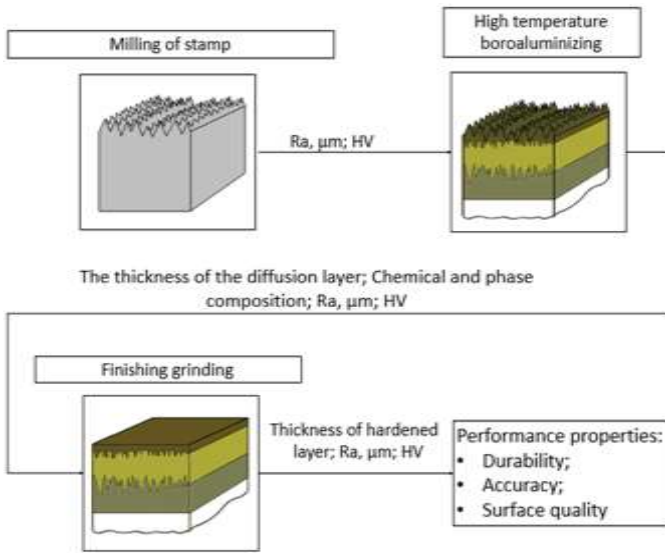 Milling of stamp
High temperature
boroaluminizing
Ra, μm; HV
The thickness of the diffusion layer; Chemical and phase
composition; Ra, μm; HV
Finishing grinding
Thickness of hardened
layer; Ra, μm; HV
Performance properties:
• Durability;
• Accuracy;
• Surface quality